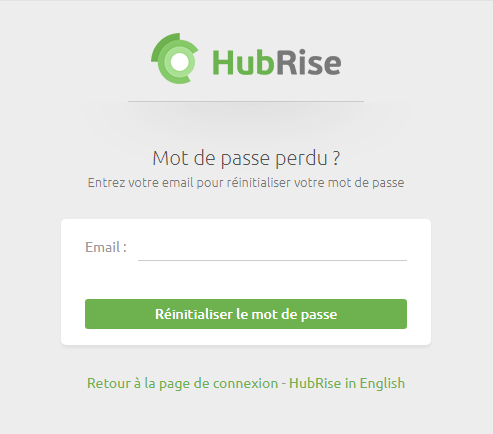 HubRise
Mot de passe perdu ?
Entrez votre email pour réinitialiser votre mot de passe
Email :
Réinitialiser le mot de passe
Retour à la page de connexion - HubRise in English